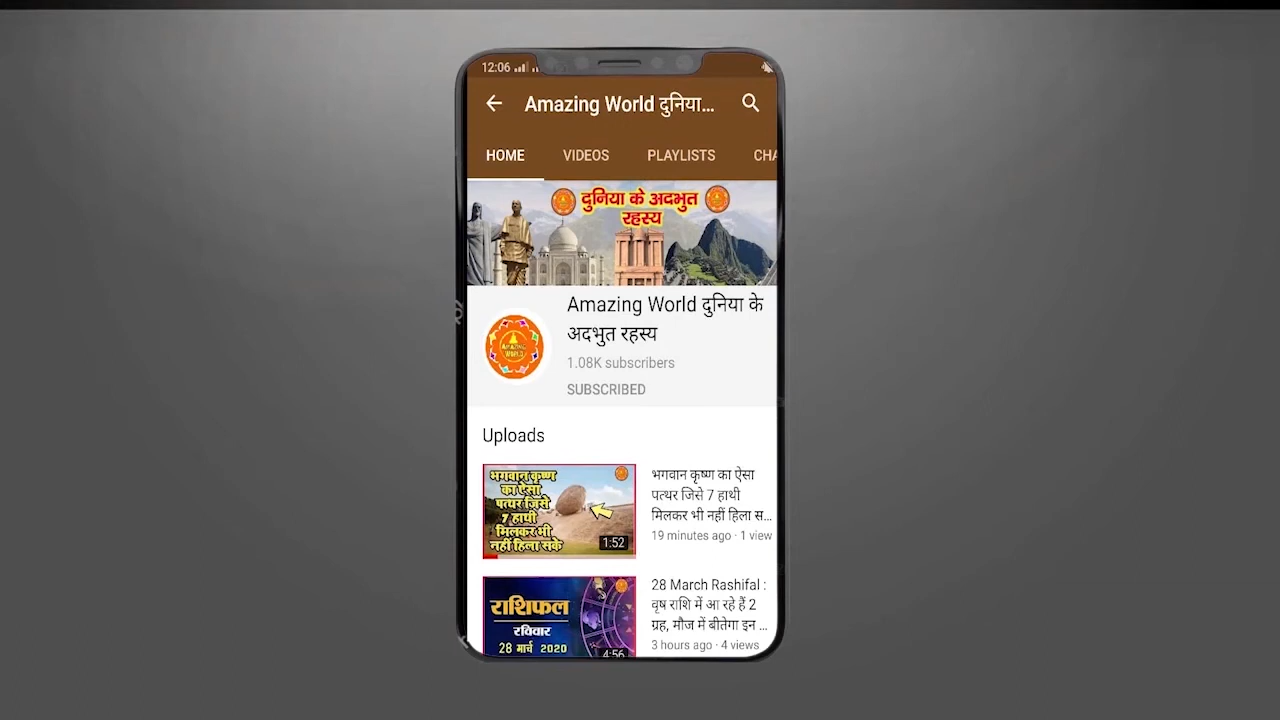 12:06
Amazing World दुनिया...
HOME VIDEOS PLAYLISTS CHA
दुनिया के अदभुत
रहस्य
Amazing World दुनिया के
अदभुत रहस्य
AMAZING
WORLD
1.08K subscribers
SUBSCRIBED
Uploads
भगवान कृष्ण
का ऐसा
पत्थर जिसे
7 हाथी
मिलकर भी
नहीं हिला सके
1:52
भगवान कृष्ण का ऐसा
पत्थर जिसे 7 हाथी
मिलकर भी नहीं हिला स...
19 minutes ago · 1 view
राशिफल
रविवार
28 मार्च 2020
4:56
28 March Rashifal :
वृष राशि में आ रहे हैं 2
ग्रह, मौज में बीतेगा इन ...
3 hours ago · 4 views